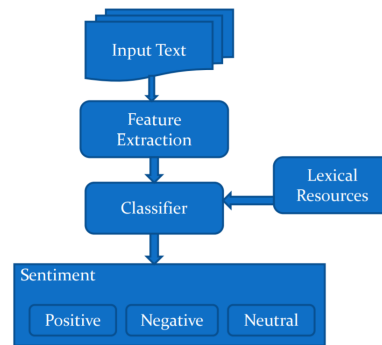 Input Text
Feature
Extraction
Classifier
Lexical
Resources
Sentiment
Positive
Negative
Neutral